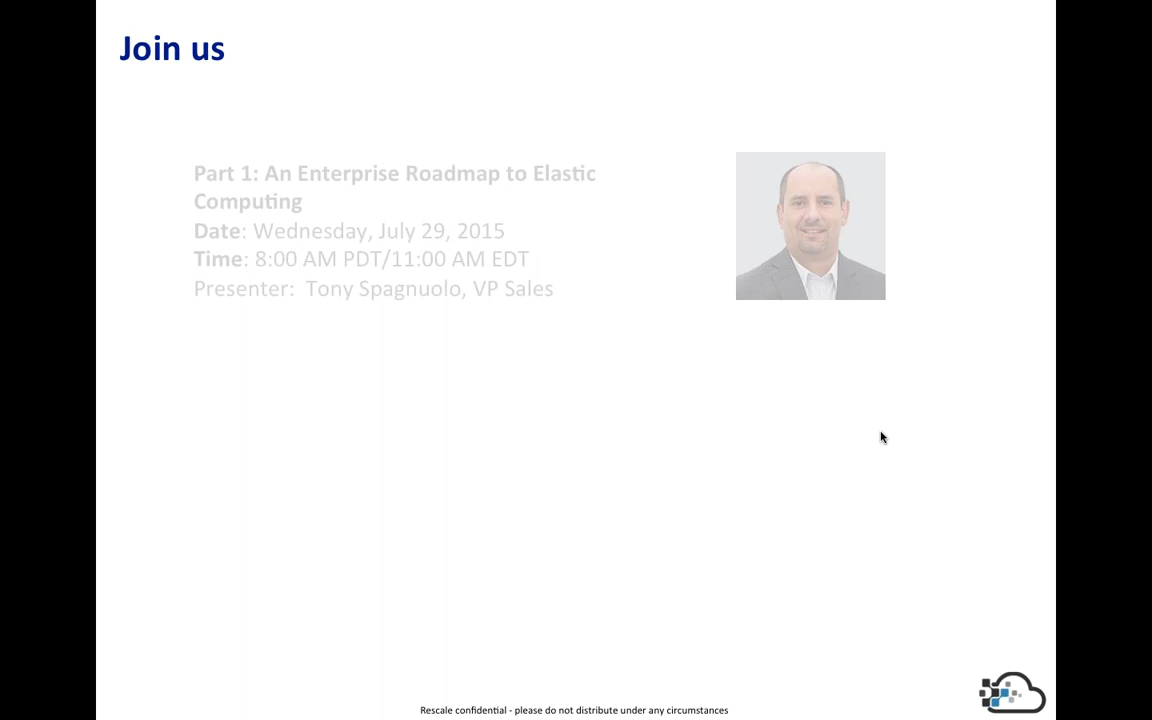 Join us
Part 1: An Enterprise Roadmap to Elastic
Computing
Date: Wednesday, July 29, 2015
Time: 8:00 AM PDT/11:00 AM EDT
Presenter:  Tony Spagnuolo, VP Sales
Rescale confidential - please do not distribute under any circumstances